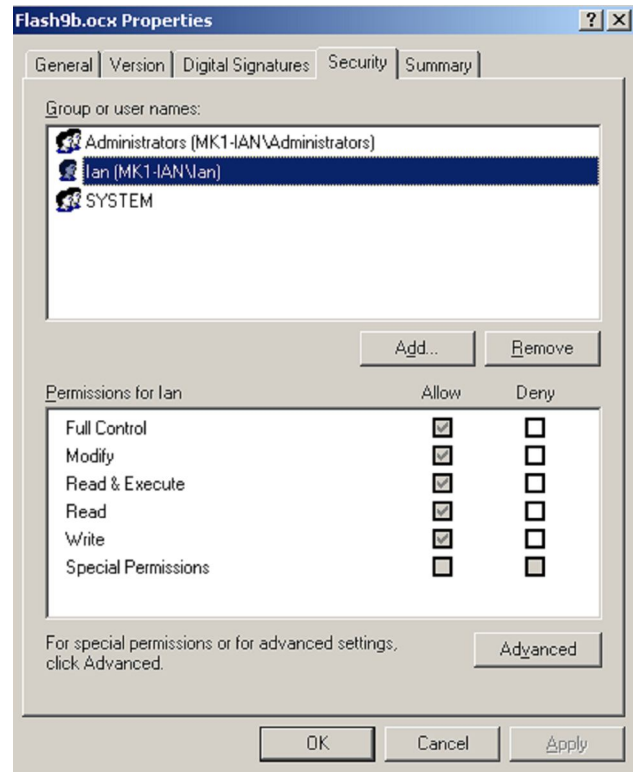 Flash9b.ocx Properties
General Version Digital Signatures Security Summary
Group or user names:
Administrators (MK1-IAN\Administrators)
Ian (MK1-IAN\Ian)
SYSTEM
Add... Remove
Permissions for Ian Allow Deny
Full Control
Modify
Read & Execute
Read
Write
Special Permissions
For special permissions or for advanced settings,
click Advanced.
Advanced
OK Cancel Apply